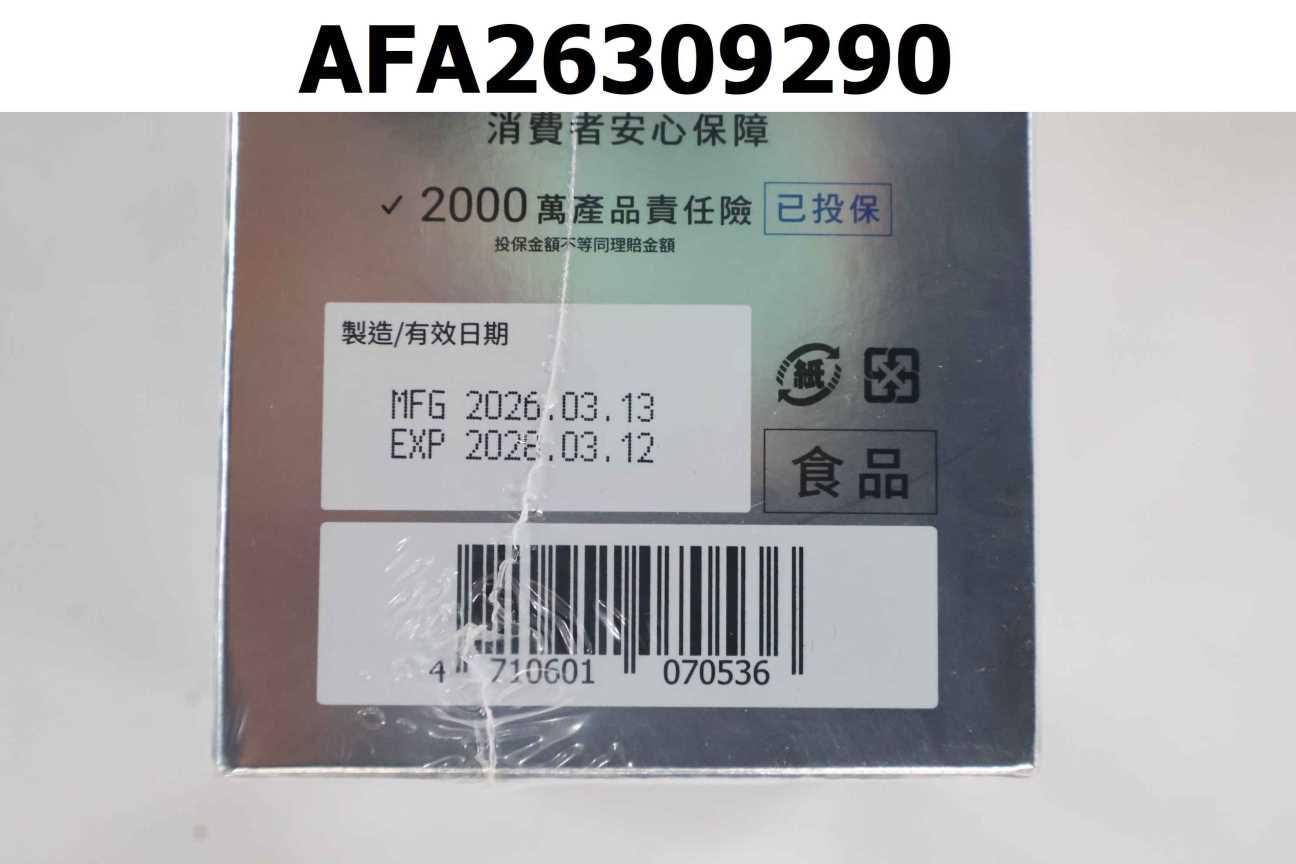 AFA26309290
消費者安心保障
✓ 2000萬產品責任險 已投保
投保金額不等同理賠金額
製造/有效日期
MFG 2026.03.13
EXP 2028.03.12
紙
食品
4 710601 070536